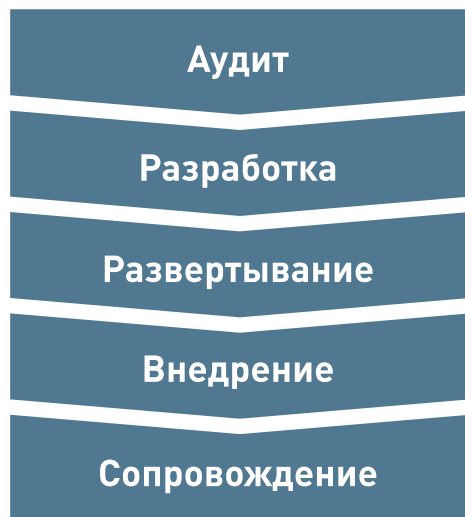 Аудит
Разработка
Развертывание
Внедрение
Сопровождение